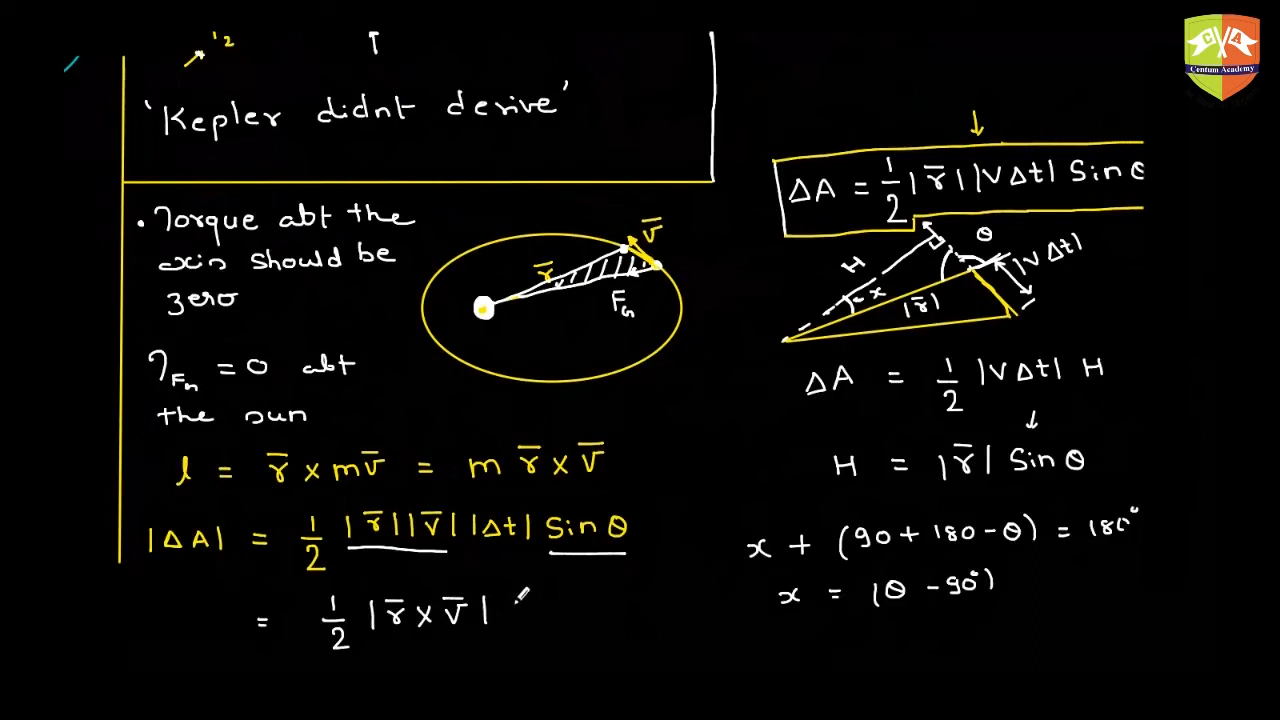 'Kepler didnt derive'
• Torque abt the
axis should be
zero
τ_Fₙ = 0 abt
the sun
l = r̅ × mv̅ = m r̅ × v̅
|ΔA| = 1/2 |r̅||v̅||Δt| Sin θ
= 1/2 |r̅ × v̅|
v̅
r̅
ΔA = 1/2 |r̅||VΔt| Sin θ
H
θ
|VΔt|
x
|r̅|
ΔA = 1/2 |VΔt| H
H = |r̅| Sin θ
x + (90 + 180 - θ) = 180°
x = (θ - 90°)
C A
Centum Academy